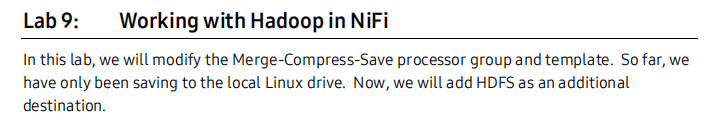 Lab 9: Working with Hadoop in NiFi
In this lab, we will modify the Merge-Compress-Save processor group and template. So far, we
have only been saving to the local Linux drive. Now, we will add HDFS as an additional
destination.